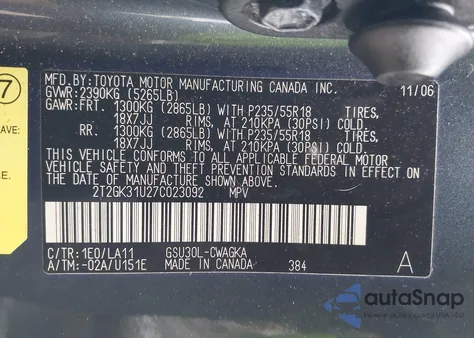 MFD.BY:TOYOTA MOTOR MANUFACTURING CANADA INC.
GVWR:2390KG (5265LB) 11/06
GAWR:FRT. 1300KG (2865LB) WITH P235/55R18 TIRES,
18X7JJ RIMS, AT 210KPA (30PSI) COLD
RR. 1300KG (2865LB) WITH P235/55R18 TIRES,
18X7JJ RIMS, AT 210KPA (30PSI) COLD
THIS VEHICLE CONFORMS TO ALL APPLICABLE FEDERAL MOTOR
VEHICLE SAFETY AND THEFT PREVENTION STANDARDS IN EFFECT
ON THE DATE OF MANUFACTURE SHOWN ABOVE.
2T2GK31U27C023092 MPV
C/TR:1E0/LA11 GSU30L-CWAGKA
A/TM:-02A/U151E MADE IN CANADA 384 A
7
AVE:
CT
autoSnap